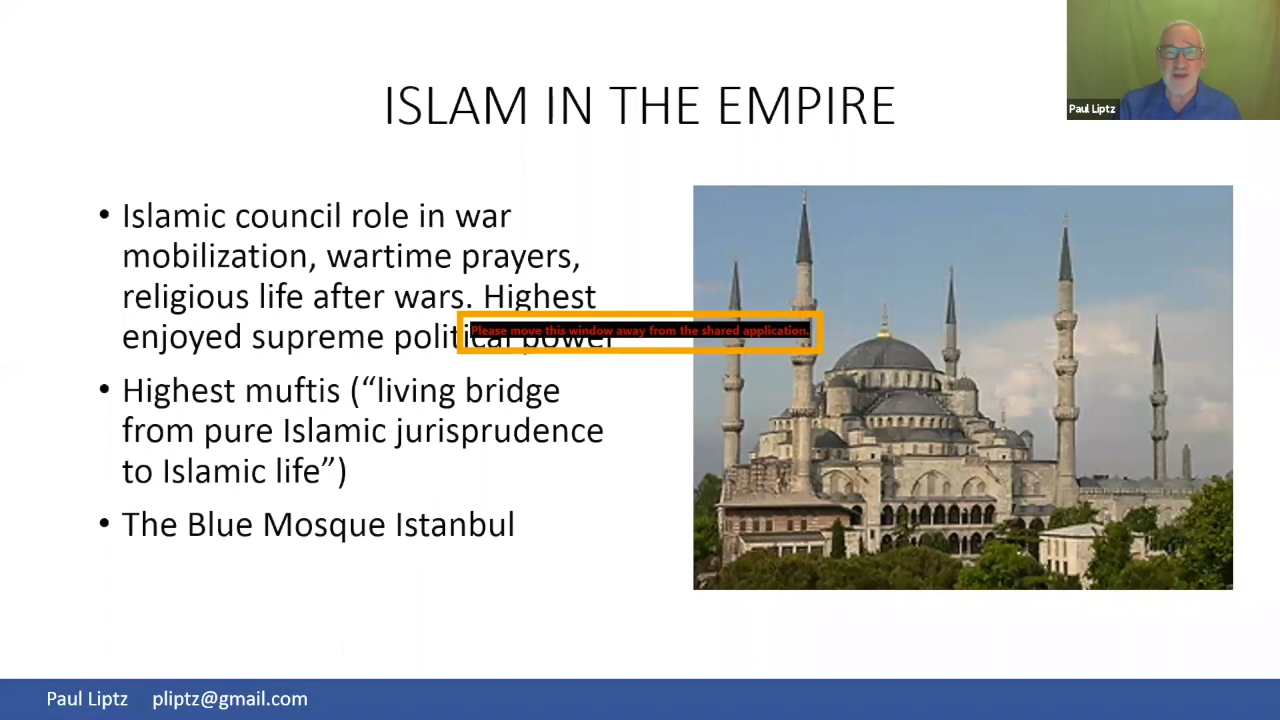 Paul Liptz
ISLAM IN THE EMPIRE
• Islamic council role in war
mobilization, wartime prayers,
religious life after wars. Highest
enjoyed supreme political power
Please move this window away from the shared application.
• Highest muftis (“living bridge
from pure Islamic jurisprudence
to Islamic life”)
• The Blue Mosque Istanbul
Paul Liptz pliptz@gmail.com